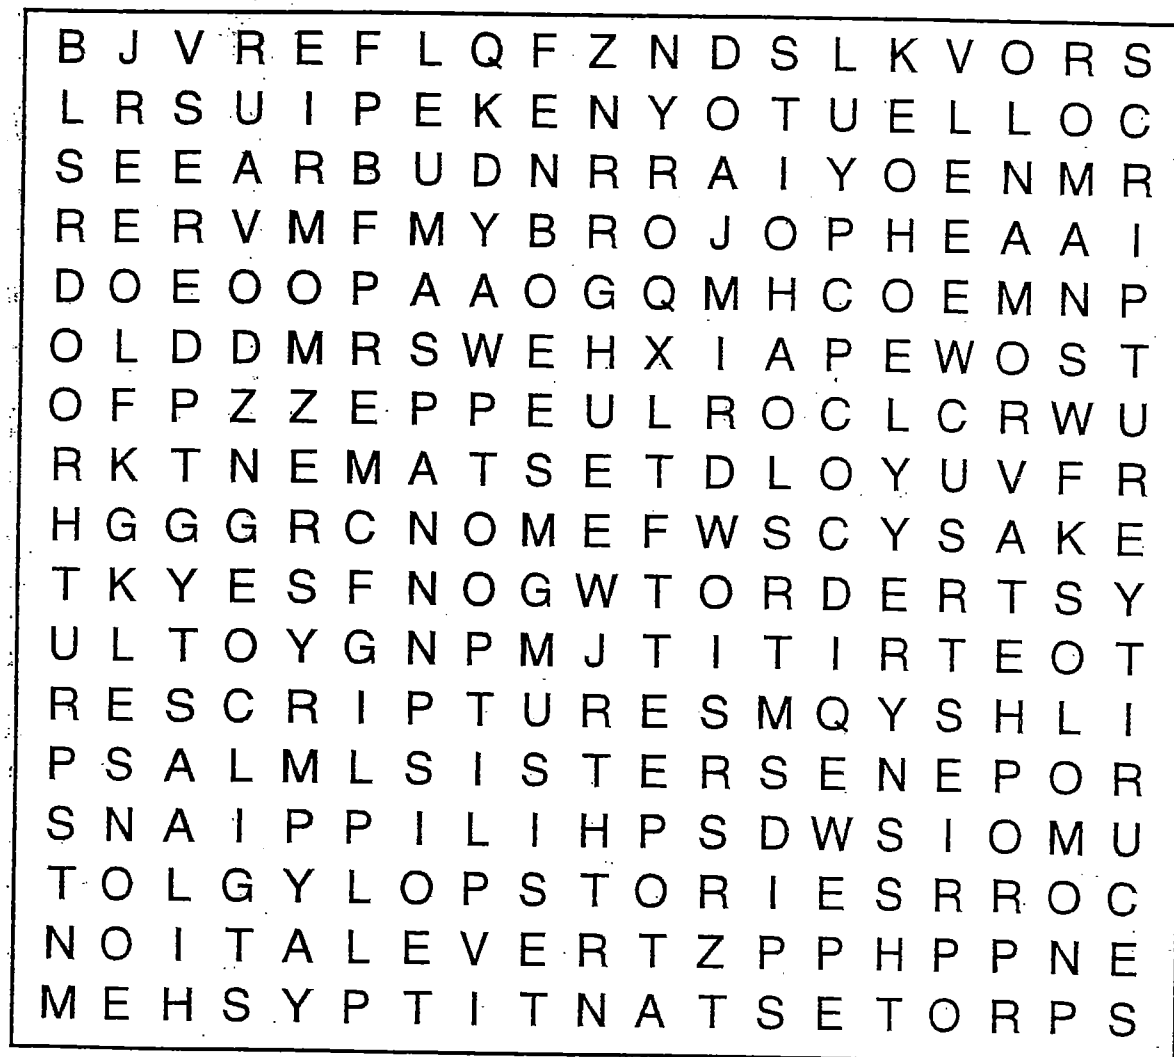 B J V R E F L Q F Z N D S L K V O R S
L R S U I P E K E N Y O T U E L L O C
S E E A R B U D N R R A I Y O E N M R
R E R V M F M Y B R O J O P H E A A I
D O E O O P A A O G Q M H C O E M N P
O L D D M R S W E H X I A P E W O S T
O F P Z Z E P P E U L R O C L C R W U
R K T N E M A T S E T D L O Y U V F R
H G G G R C N O M E F W S C Y S A K E
T K Y E S F N O G W T O R D E R T S Y
U L T O Y G N P M J T I T I R T E O T
R E S C R I P T U R E S M Q Y S H L I
P S A L M L S I S T E R S E N E P O R
S N A I P P I L I H P S D W S I O M U
T O L G Y L O P S T O R I E S R R O C
N O I T A L E V E R T Z P P H P P N E
M E H S Y P T I T N A T S E T O R P S